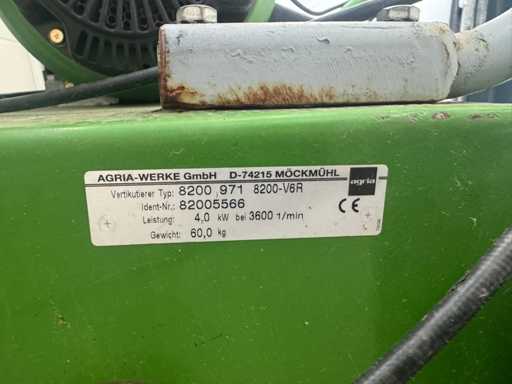 AGRIA-WERKE GmbH D-74215 MÖCKMÜHL
agria
Vertikutierer Typ: 8200 ,971 8200-V6R
Ident-Nr.: 82005566
Leistung: 4,0 kW bei 3600 1/min
Gewicht: 60,0 kg
CE